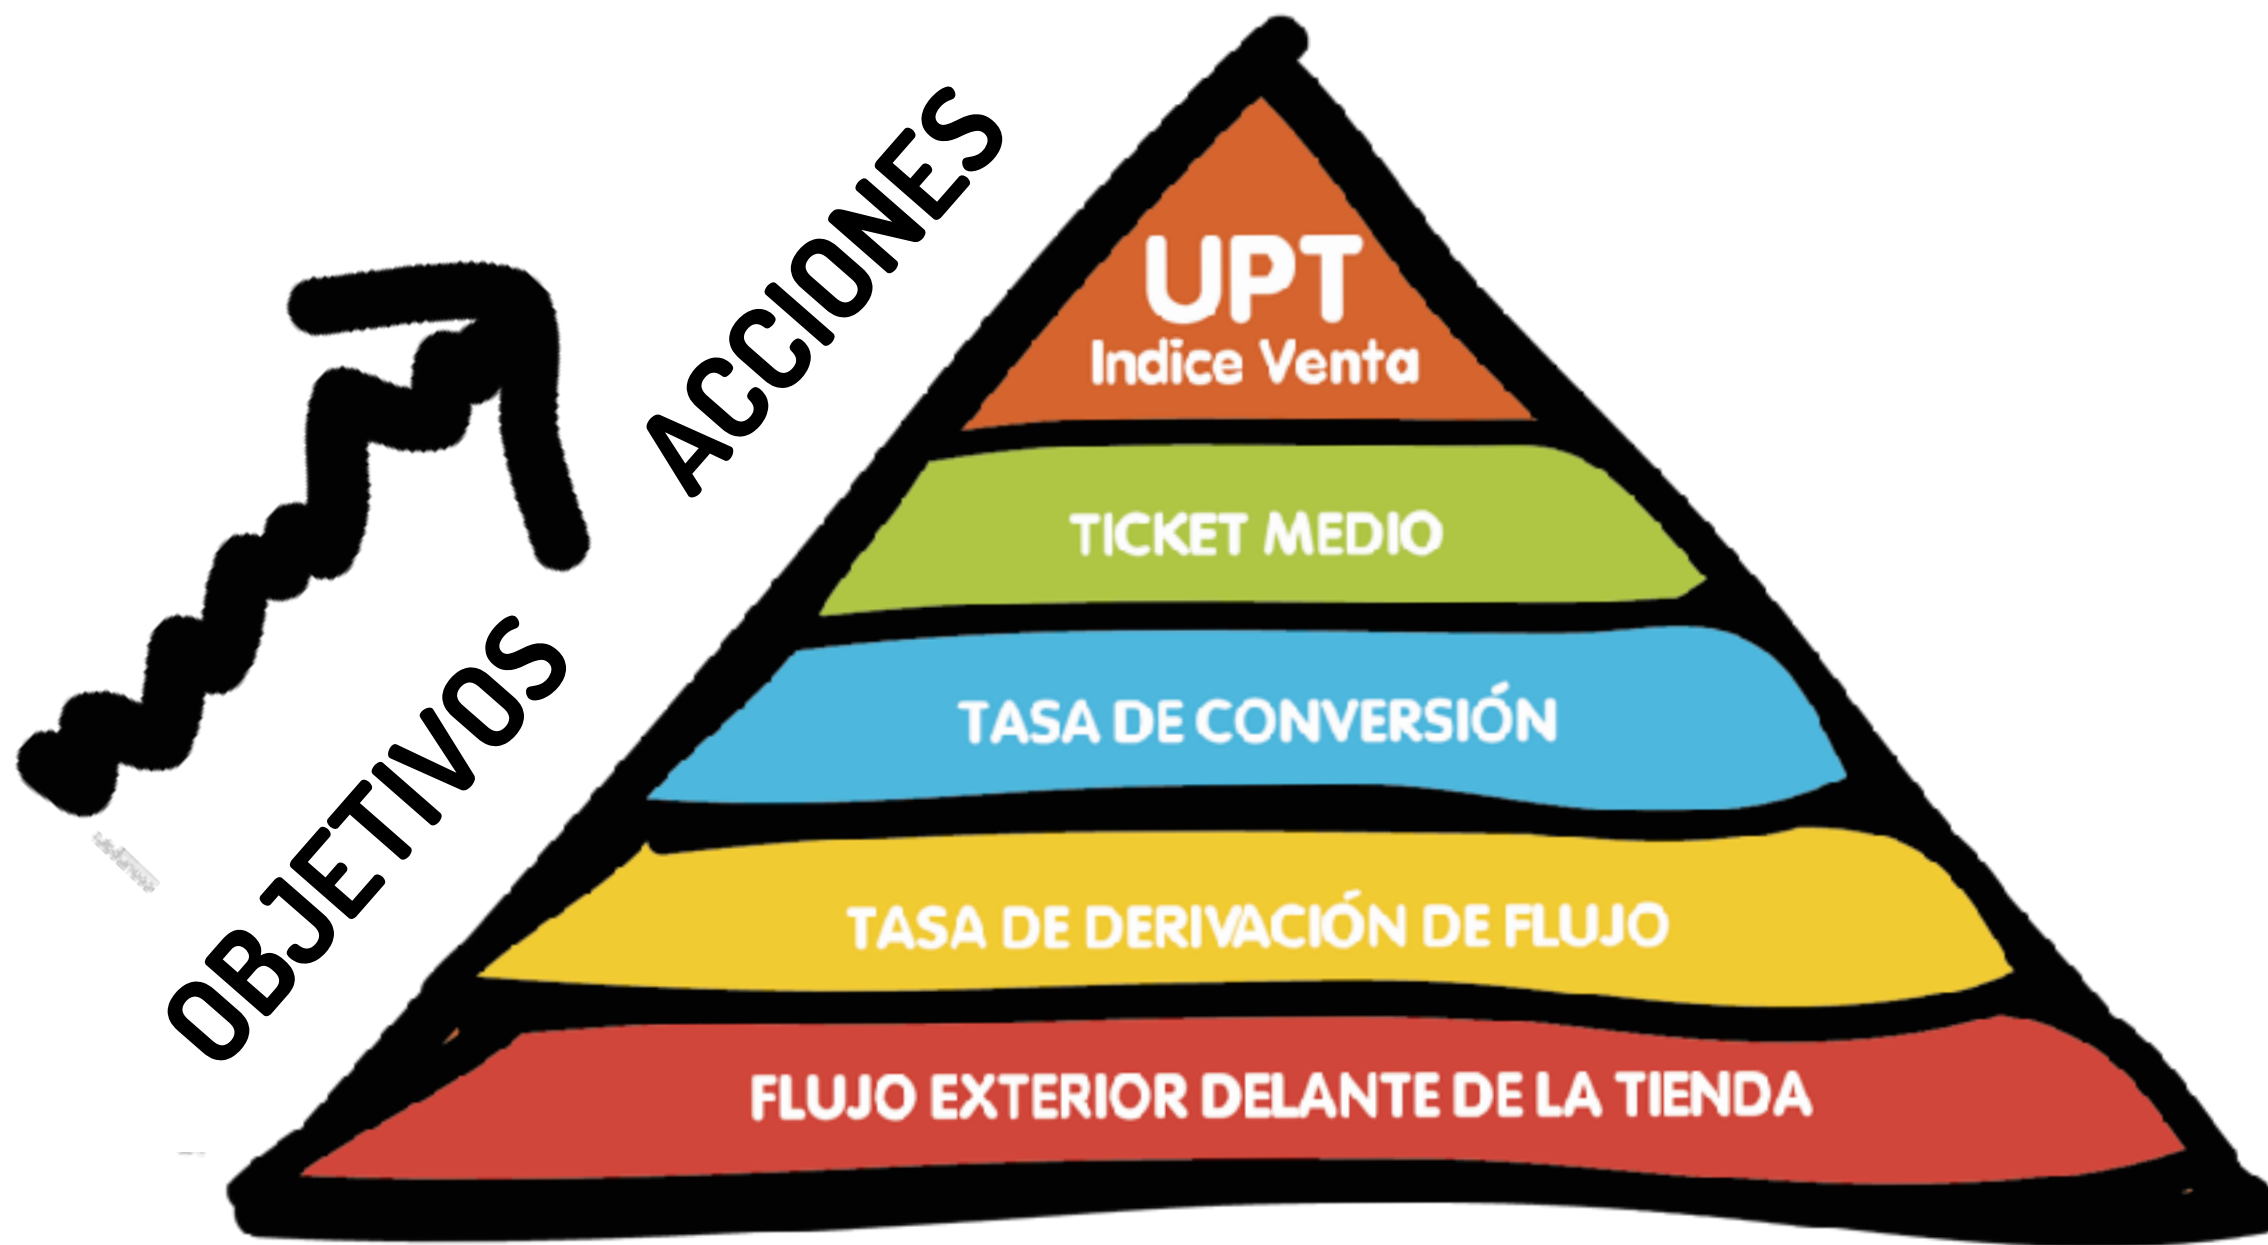 ACCIONES
OBJETIVOS
UPT
Indice Venta
TICKET MEDIO
TASA DE CONVERSIÓN
TASA DE DERIVACIÓN DE FLUJO
FLUJO EXTERIOR DELANTE DE LA TIENDA